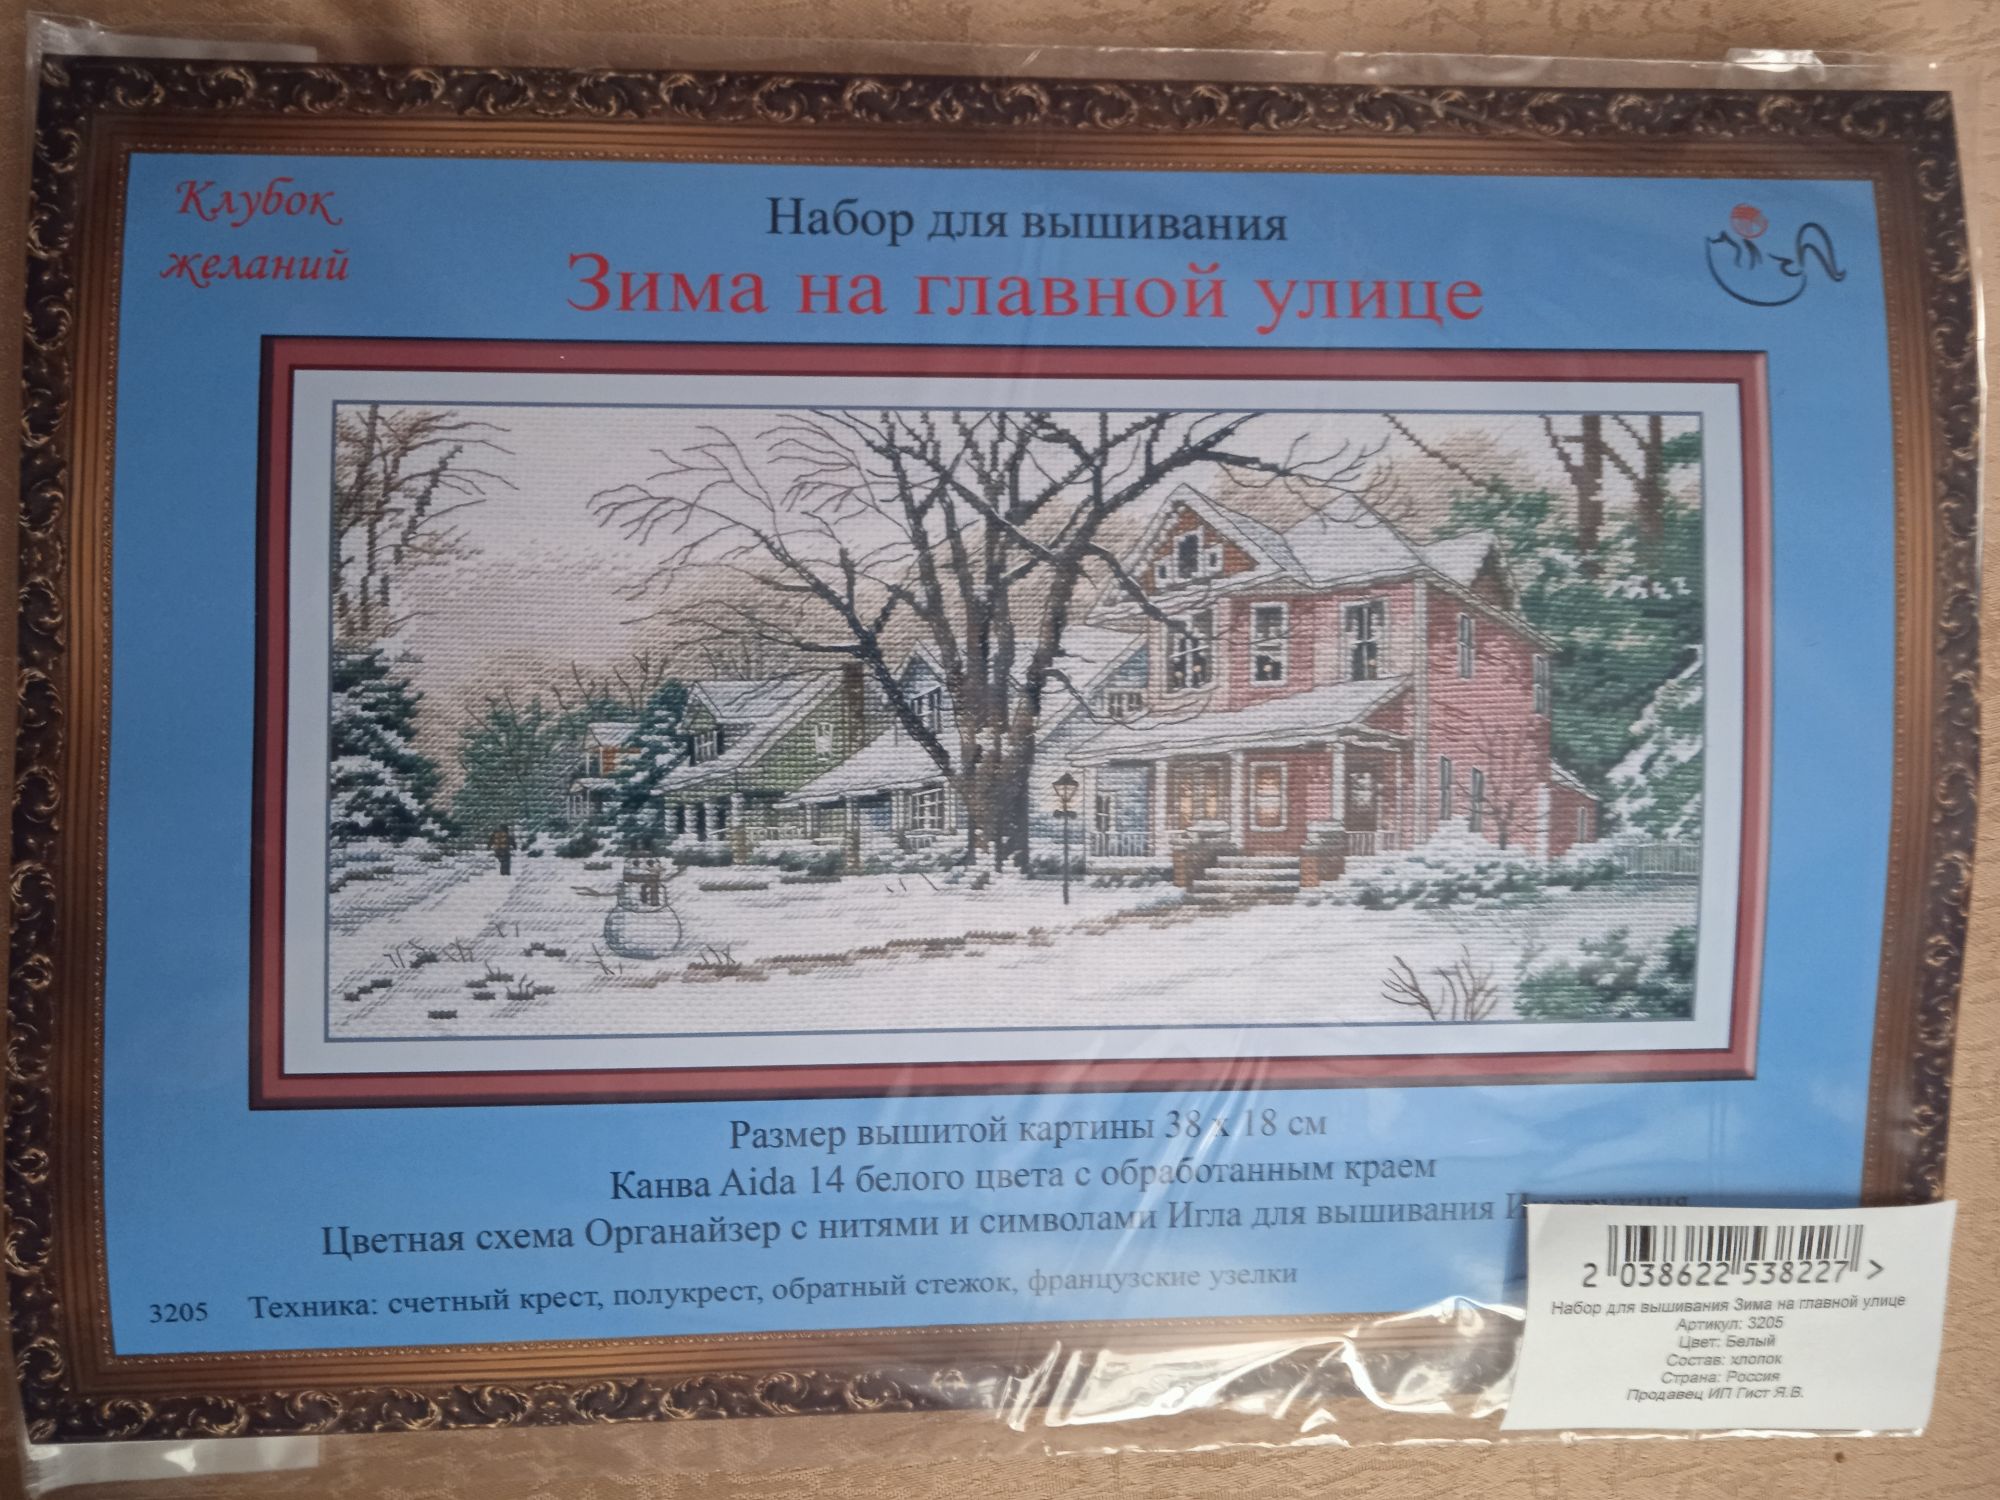 Клубок
желаний
Набор для вышивания
Зима на главной улице
Размер вышитой картины 38 x 18 см
Канва Aida 14 белого цвета с обработанным краем
Цветная схема Органайзер с нитями и символами Игла для вышивания
3205 Техника: счетный крест, полукрест, обратный стежок, французские узелки
2 038622 538227 >
Набор для вышивания Зима на главной улице
Артикул: 3205
Цвет: Белый
Состав: хлопок
Страна: Россия
Продавец ИП Гист Я.В.